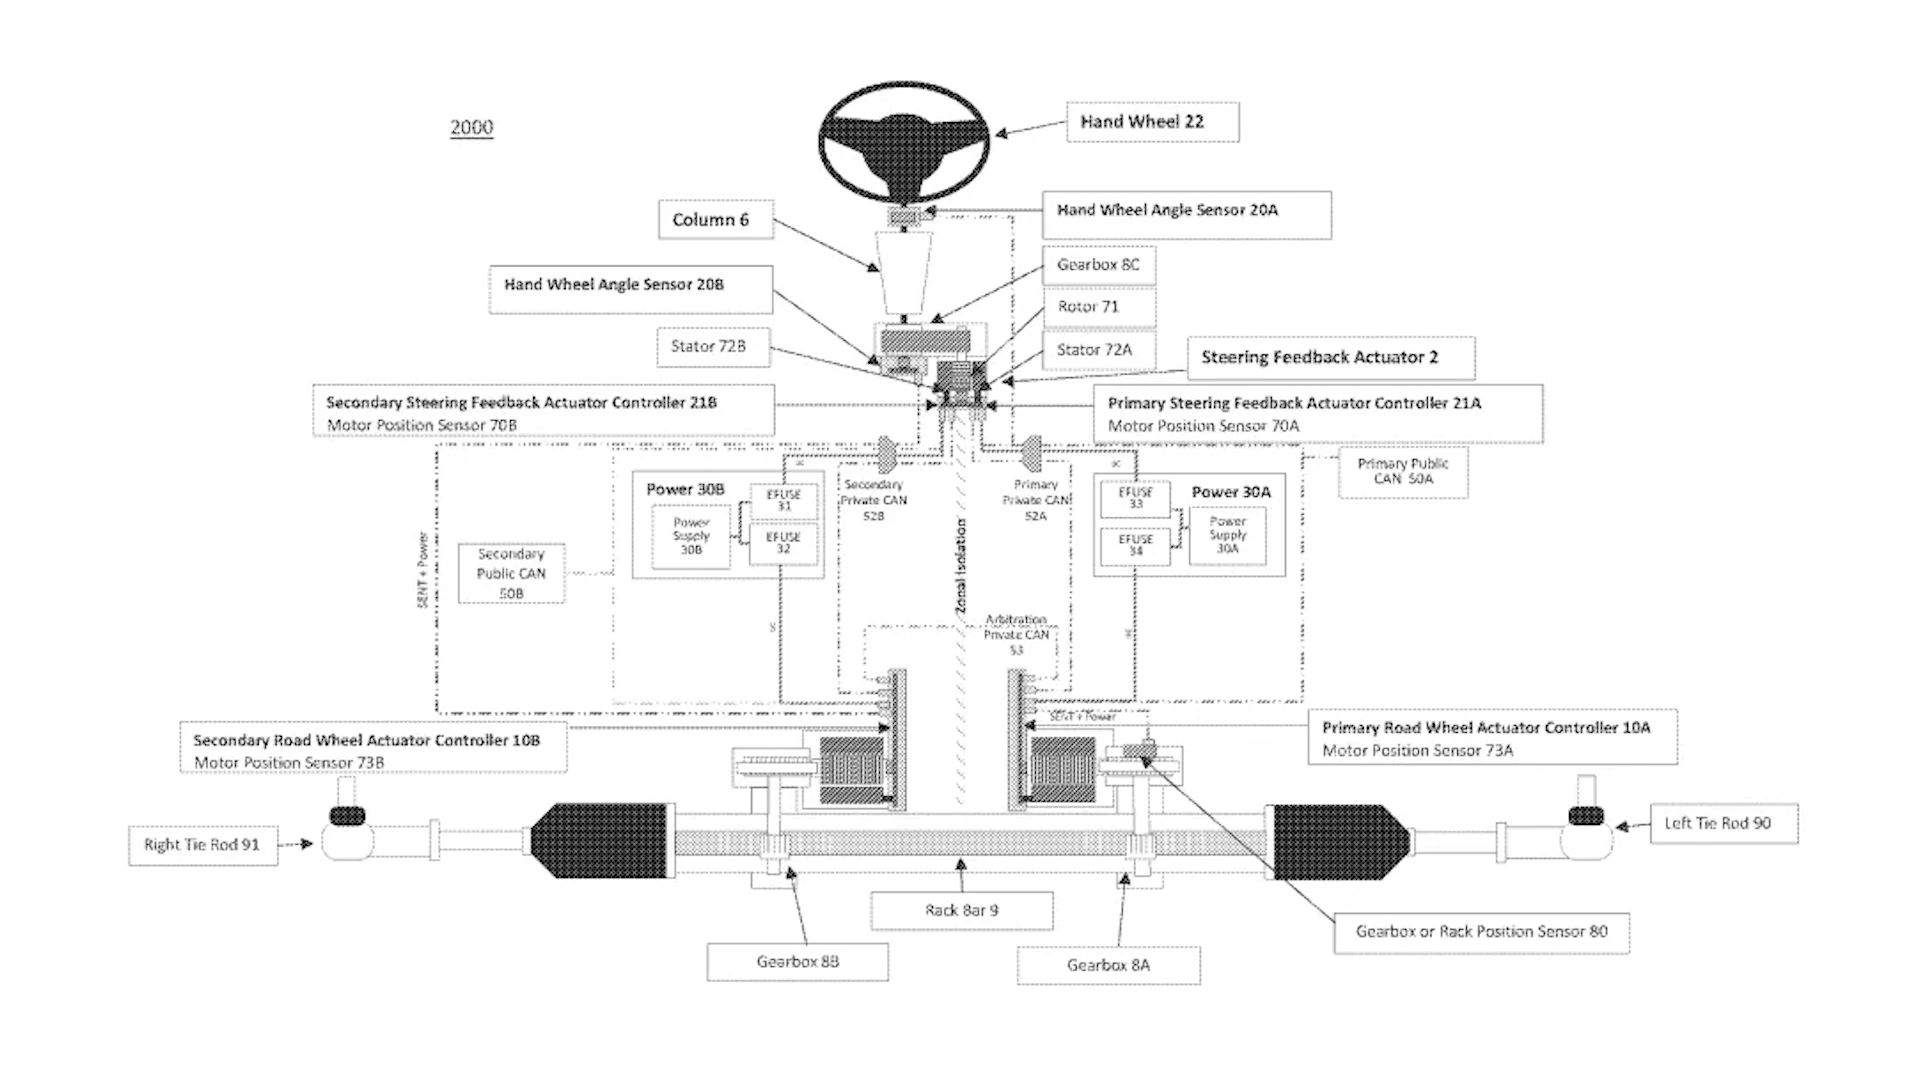 2000
Hand Wheel 22
Column 6
Hand Wheel Angle Sensor 20A
Hand Wheel Angle Sensor 20B
Gearbox 8C
Rotor 71
Stator 72B
Stator 72A
Steering Feedback Actuator 2
Secondary Steering Feedback Actuator Controller 21B
Motor Position Sensor 70B
Primary Steering Feedback Actuator Controller 21A
Motor Position Sensor 70A
Primary Public
CAN 50A
Power 30B
EFUSE
31
Power
Supply
30B
EFUSE
32
Secondary
Private CAN
52B
Primary
Private CAN
52A
EFUSE
33
Power 30A
EFUSE
34
Power
Supply
30A
SENT + Power
Secondary
Public CAN
50B
Zonal Isolation
Arbitration
Private CAN
53
SENT + Power
Secondary Road Wheel Actuator Controller 10B
Motor Position Sensor 73B
Primary Road Wheel Actuator Controller 10A
Motor Position Sensor 73A
Right Tie Rod 91
Left Tie Rod 90
Rack Bar 9
Gearbox or Rack Position Sensor 80
Gearbox 8B
Gearbox 8A